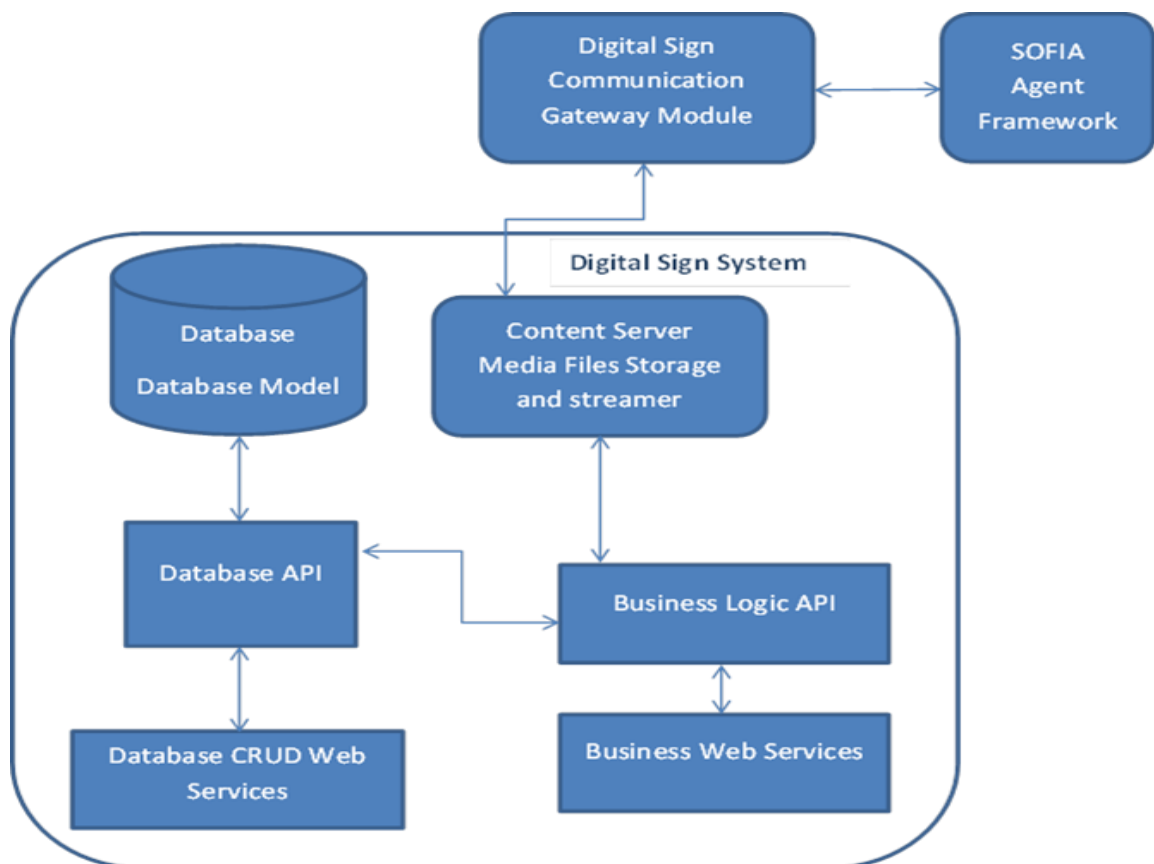 Digital Sign
Communication
Gateway Module
SOFIA
Agent
Framework
Digital Sign System
Database
Database Model
Content Server
Media Files Storage
and streamer
Database API
Business Logic API
Database CRUD Web
Services
Business Web Services